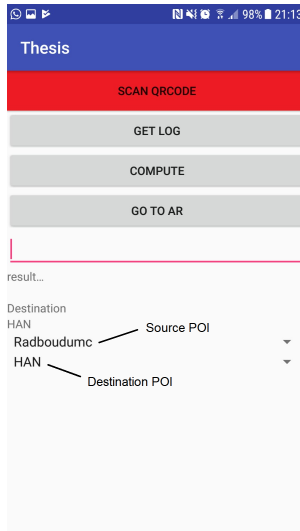 98% 21:13
Thesis
SCAN QRCODE
GET LOG
COMPUTE
GO TO AR
result...
Destination
HAN
Source POI
Radboudumc
HAN
Destination POI